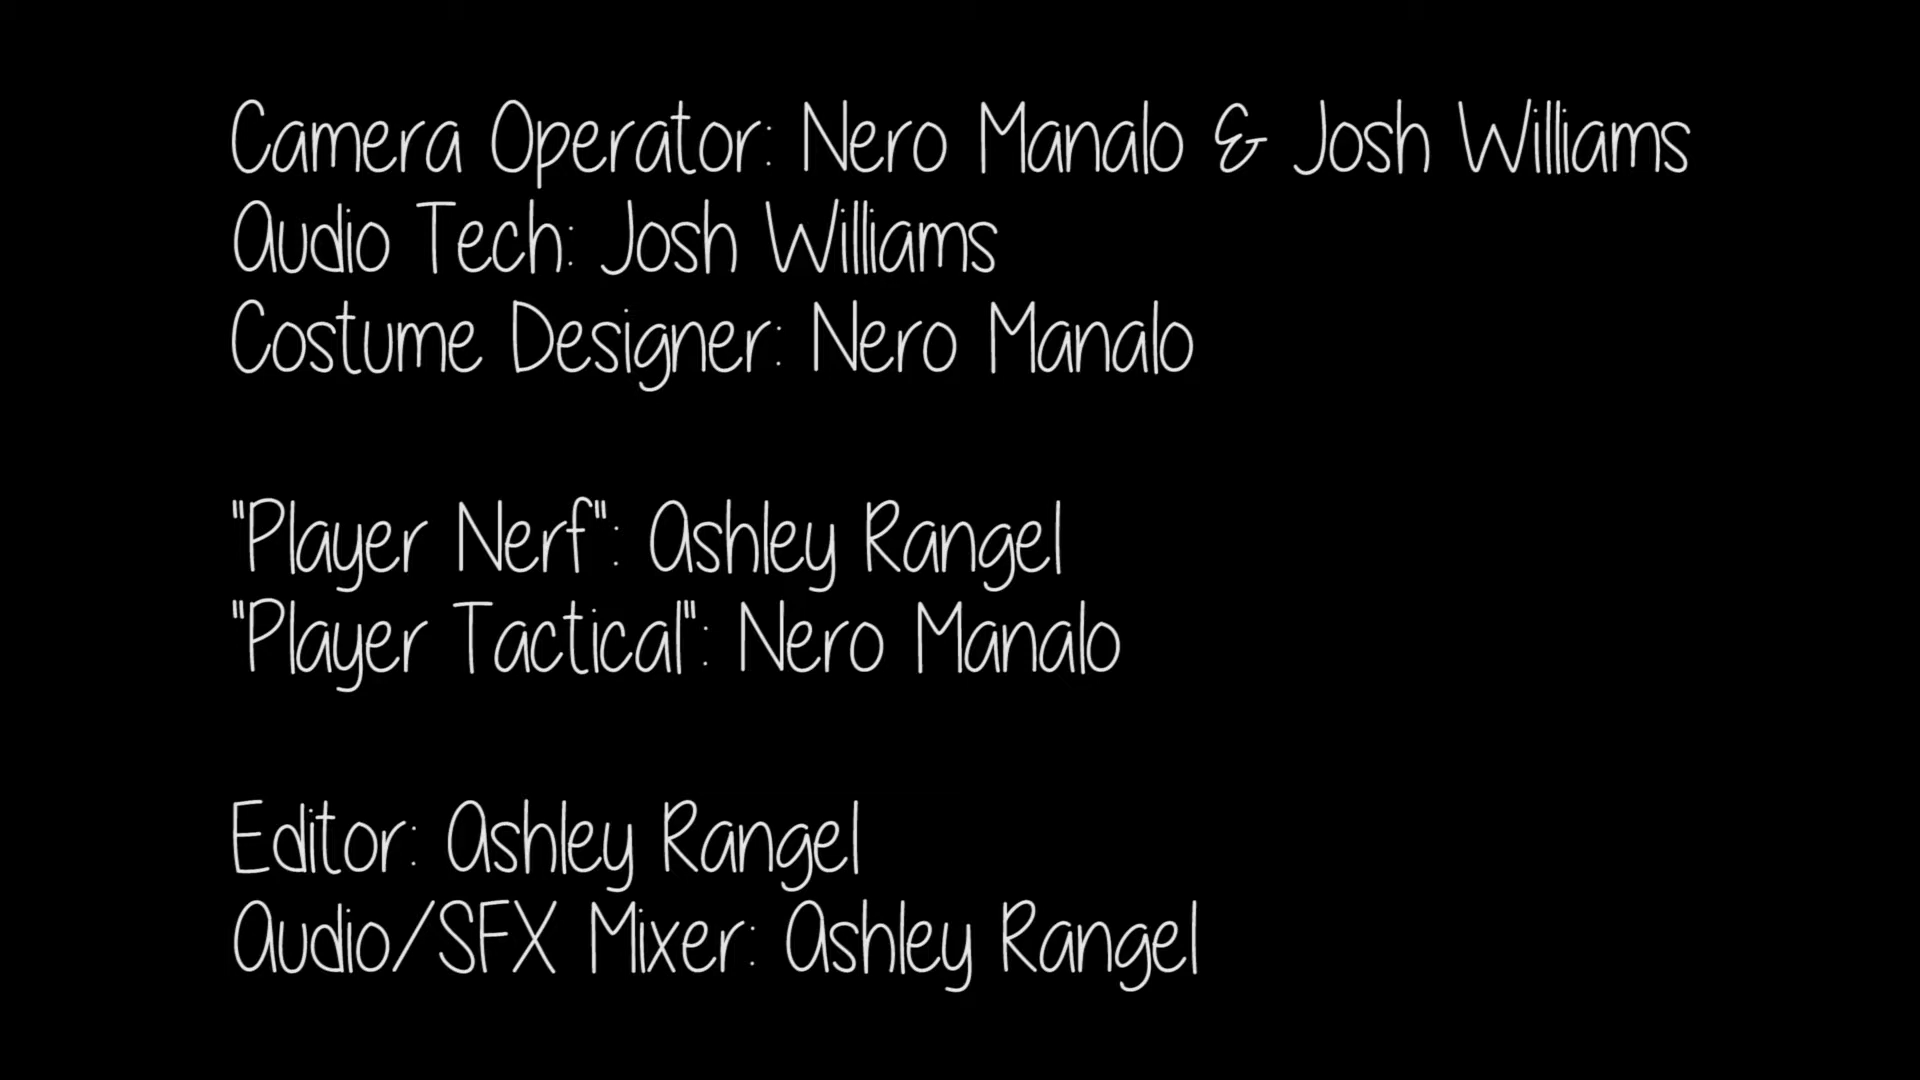 Camera Operator: Nero Manalo & Josh Williams
Audio Tech: Josh Williams
Costume Designer: Nero Manalo
"Player Nerf": Ashley Rangel
"Player Tactical": Nero Manalo
Editor: Ashley Rangel
Audio/SFX Mixer: Ashley Rangel